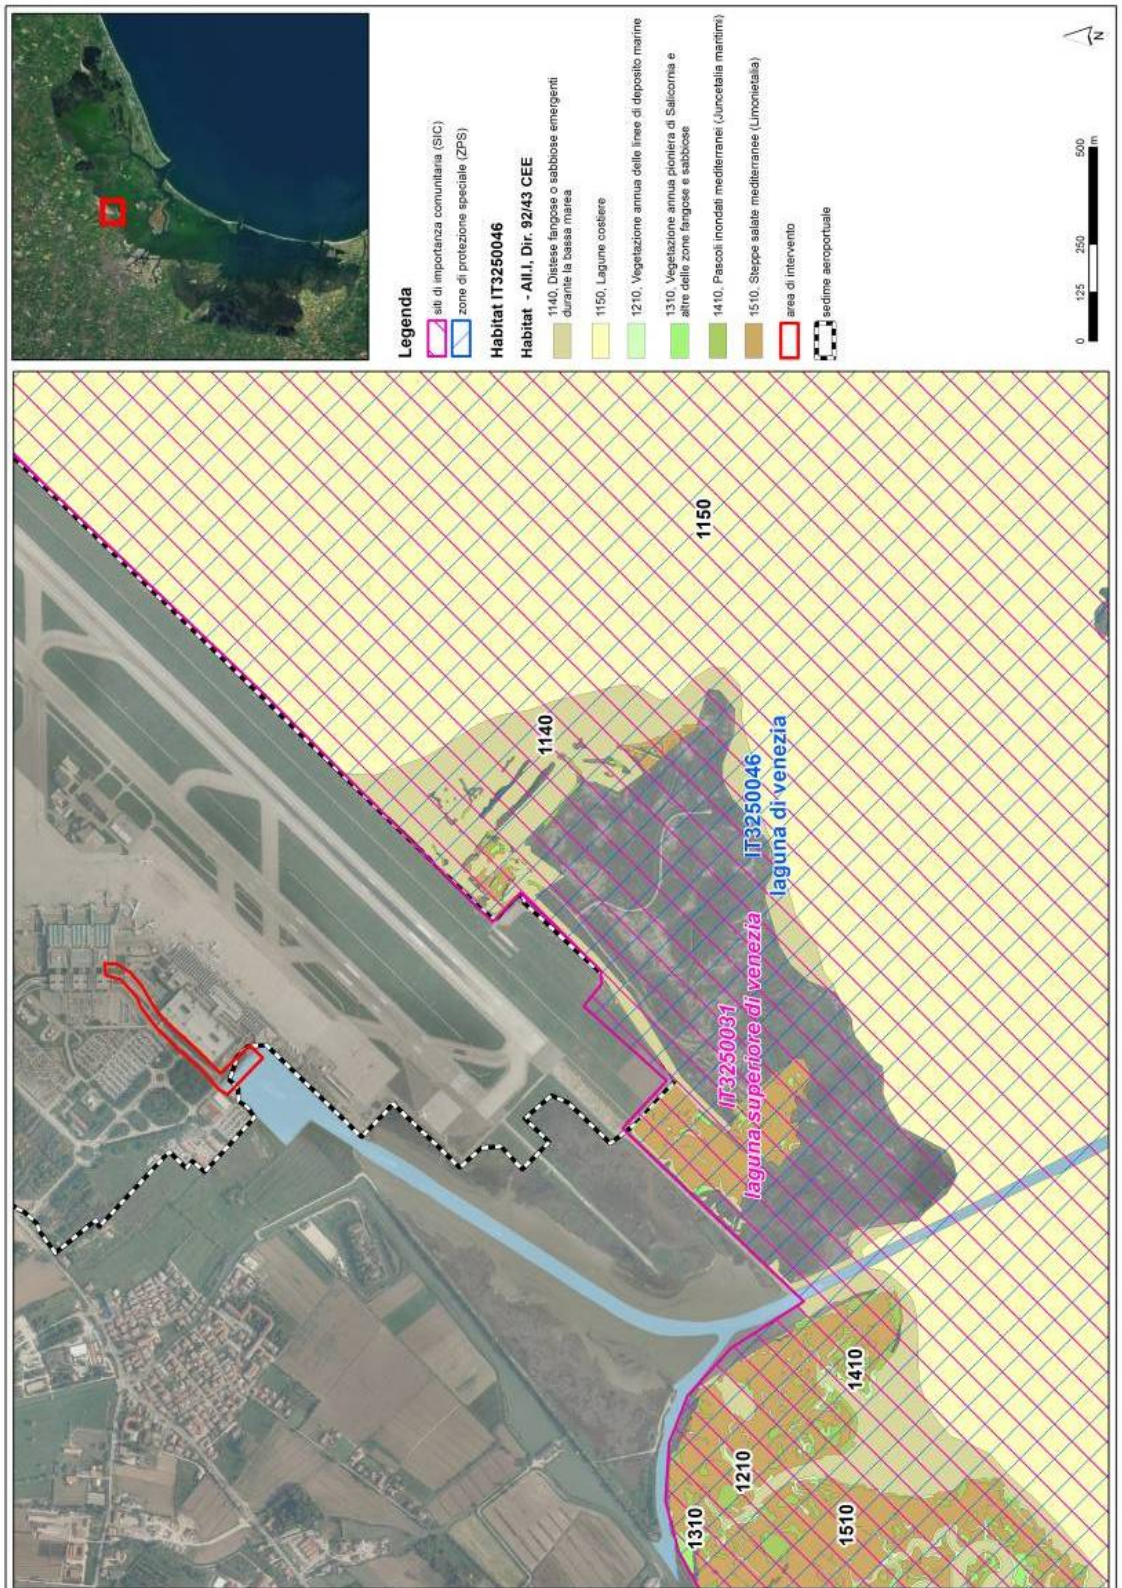 Legenda
siti di importanza comunitaria (SIC)
zone di protezione speciale (ZPS)
Habitat IT3250046
Habitat - All.I, Dir. 92/43 CEE
1140, Distese fangose o sabbiose emergenti
durante la bassa marea
1150, Lagune costiere
1210, Vegetazione annua delle linee di deposito marine
1310, Vegetazione annua pioniera di Salicornia e
altre delle zone fangose e sabbiose
1410, Pascoli inondati mediterranei (Juncetalia maritimi)
1510, Steppe salate mediterranee (Limonietalia)
area di intervento
sedime aeroportuale
0 125 250 500
m
N
1150
1140
IT3250046
laguna di venezia
IT3250031
laguna superiore di venezia
1410
1210
1310
1510